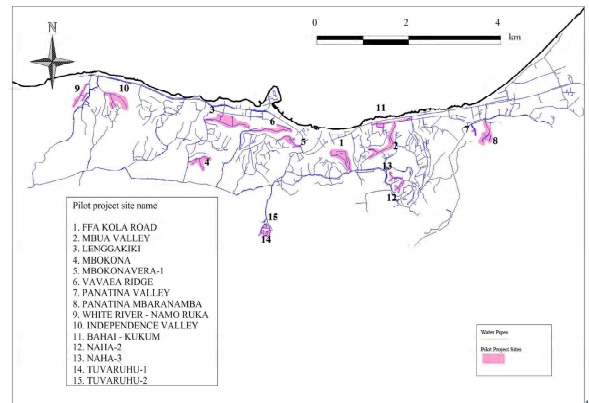 N
0 2 4
km
9 10 3 6 5 11 1 2 7 8
4 13 12
15
14
Pilot project site name
1. FFA KOLA ROAD
2. MBUA VALLEY
3. LENGGAKIKI
4. MBOKONA
5. MBOKONAVERA-1
6. VAVAEA RIDGE
7. PANATINA VALLEY
8. PANATINA MBARANAMBA
9. WHITE RIVER - NAMO RUKA
10. INDEPENDENCE VALLEY
11. BAHAI - KUKUM
12. NAHA-2
13. NAHA-3
14. TUVARUHU-1
15. TUVARUHU-2
Water Pipes
Pilot Project Sites